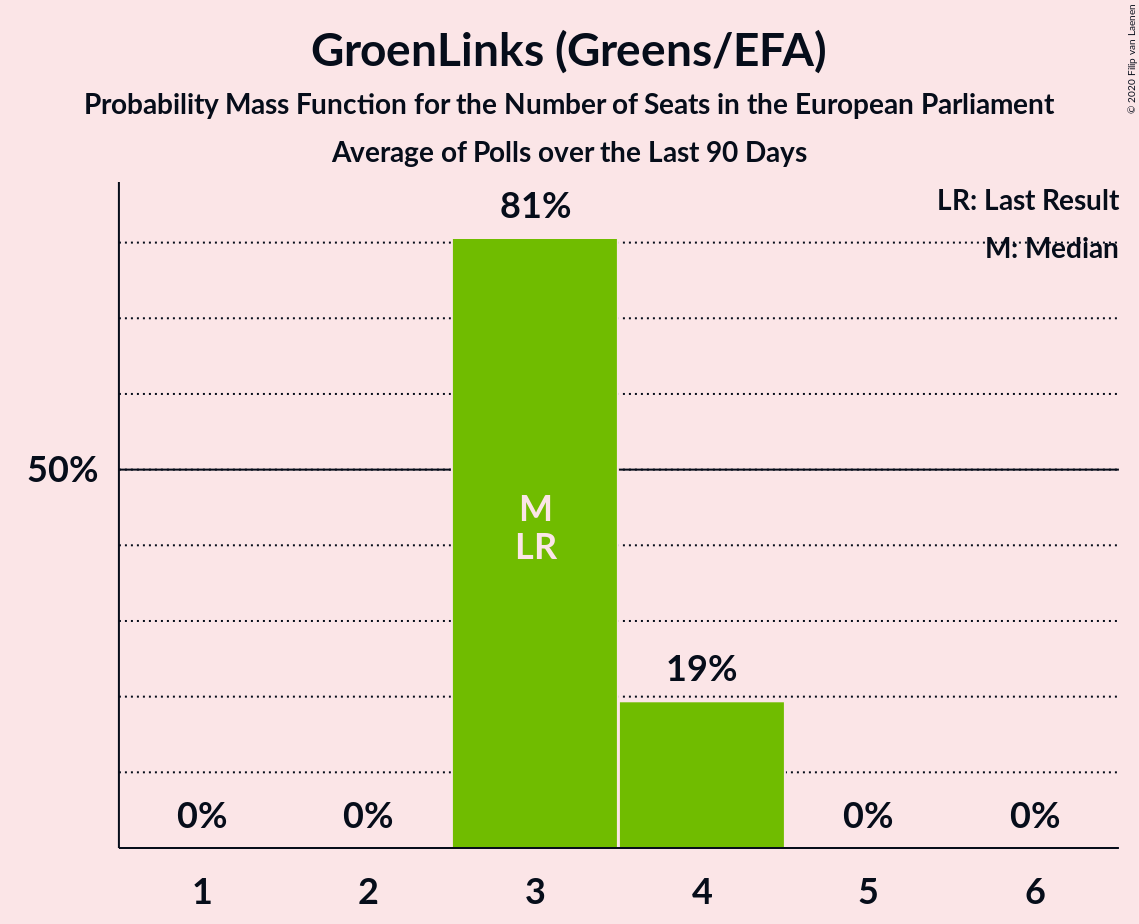 GroenLinks (Greens/EFA)
Probability Mass Function for the Number of Seats in the European Parliament
Average of Polls over the Last 90 Days
© 2020 Filip van Laenen
LR: Last Result
M: Median
81%
50%
M
LR
19%
0%
0%
0%
0%
1
2
3
4
5
6